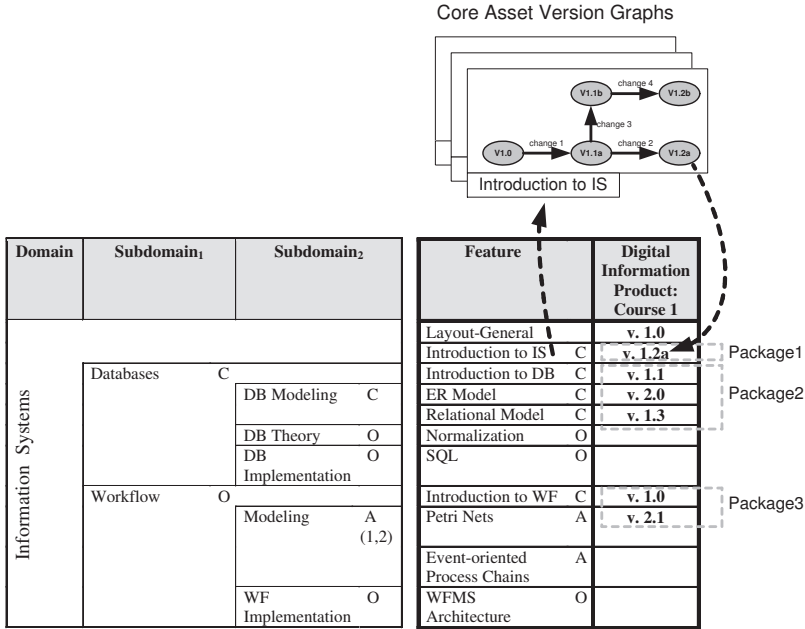 Core Asset Version Graphs
V1.1b change 4 V1.2b
change 3
V1.0 change 1 V1.1a change 2 V1.2a
Introduction to IS
Domain Subdomain₁ Subdomain₂ Feature Digital
Information
Product:
Course 1
Layout-General v. 1.0
Introduction to IS C v. 1.2a Package1
Databases C Introduction to DB C v. 1.1
DB Modeling C ER Model C v. 2.0 Package2
Relational Model C v. 1.3
DB Theory O Normalization O
DB O SQL O
Implementation
Workflow O Introduction to WF C v. 1.0 Package3
Modeling A Petri Nets A v. 2.1
(1,2)
Event-oriented A
Process Chains
WF O WFMS O
Implementation Architecture
Information Systems